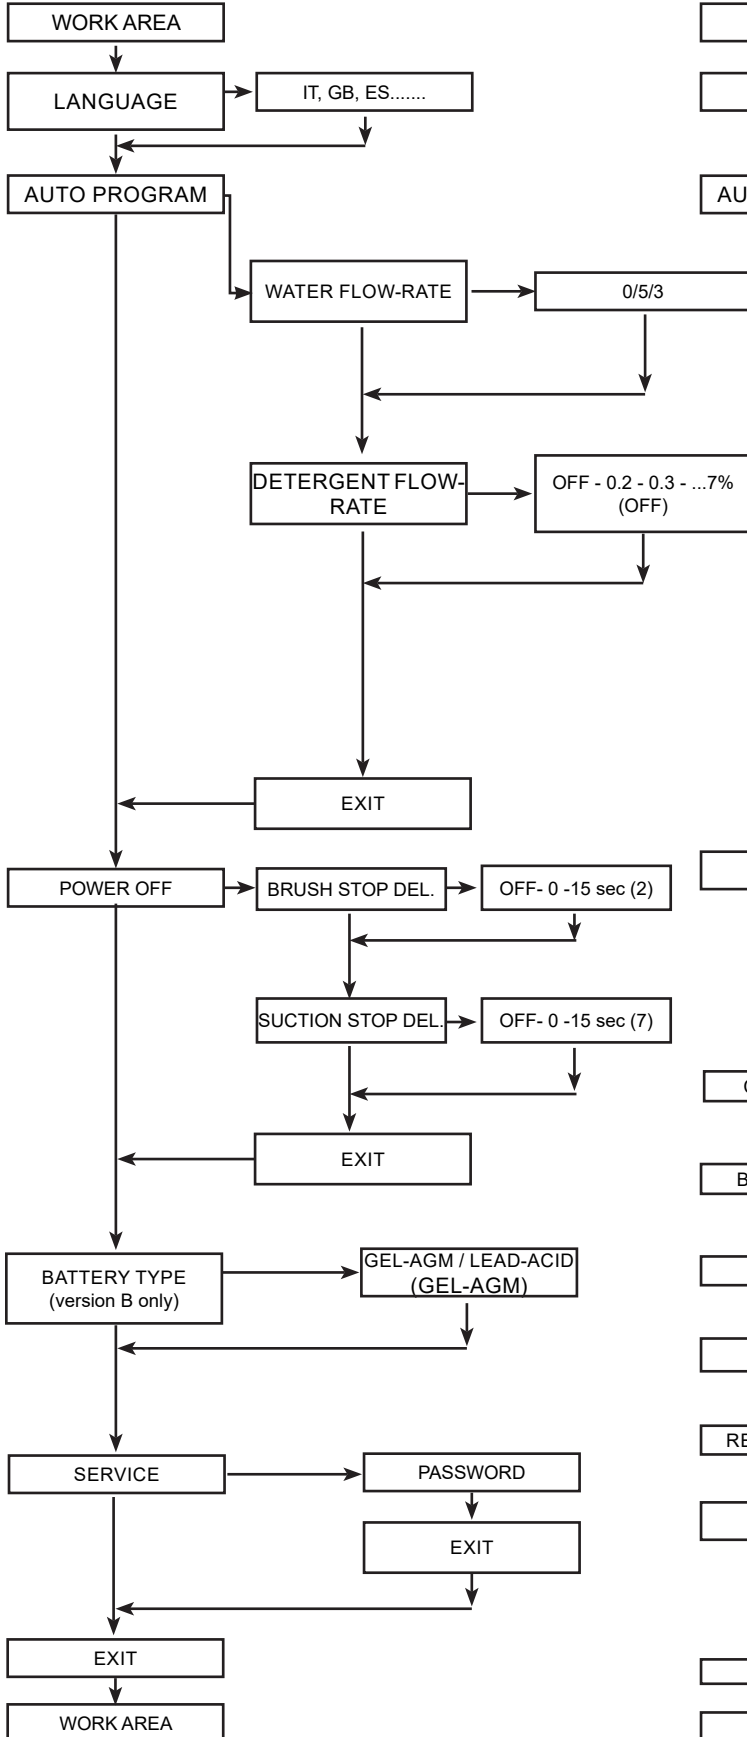 WORK AREA
LANGUAGE
IT, GB, ES.......
AUTO PROGRAM
WATER FLOW-RATE
0/5/3
DETERGENT FLOW-
RATE
OFF - 0.2 - 0.3 - ...7%
(OFF)
EXIT
POWER OFF
BRUSH STOP DEL.
OFF- 0 -15 sec (2)
SUCTION STOP DEL.
OFF- 0 -15 sec (7)
EXIT
BATTERY TYPE
(version B only)
GEL-AGM / LEAD-ACID
(GEL-AGM)
SERVICE
PASSWORD
EXIT
EXIT
WORK AREA
AU
B
RE